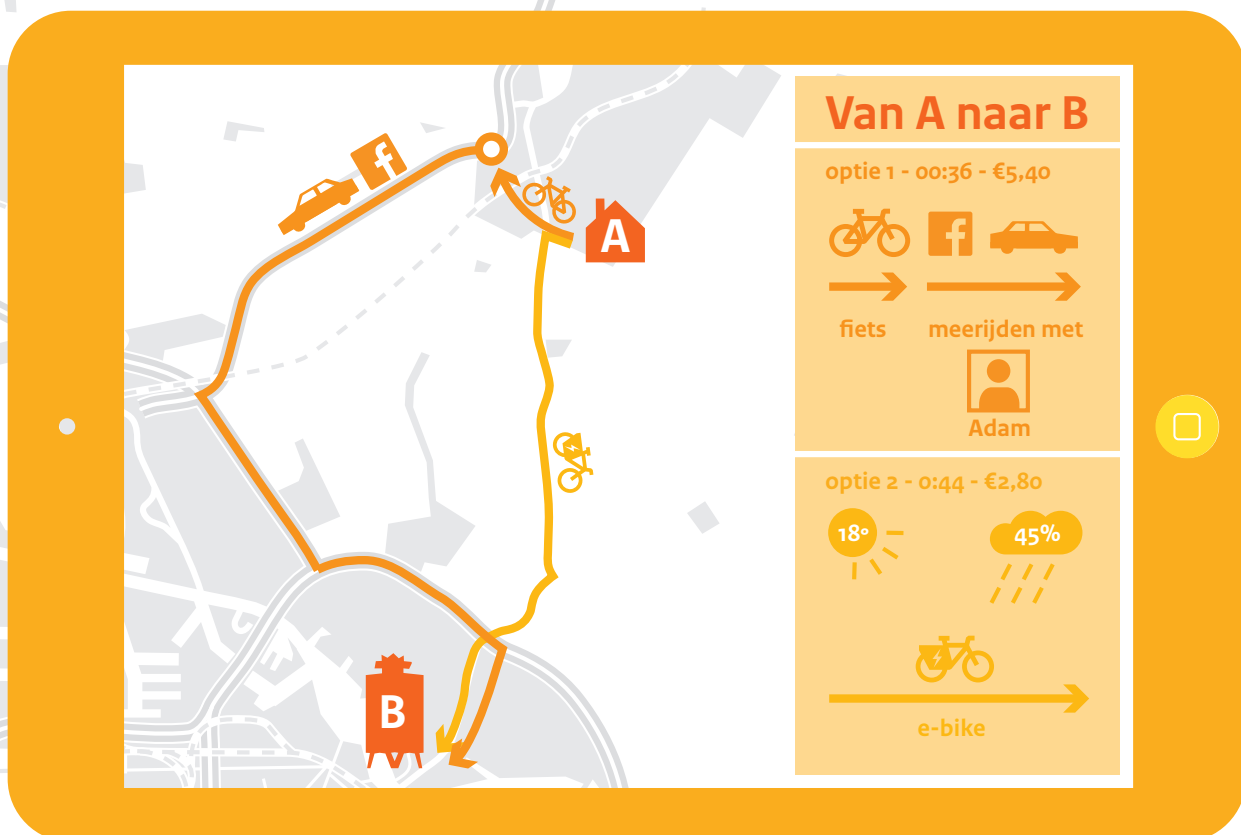 Van A naar B
optie 1 - 00:36 - €5,40
f
fiets
meerijden met
Adam
optie 2 - 0:44 - €2,80
18°
45%
e-bike
f
A
B